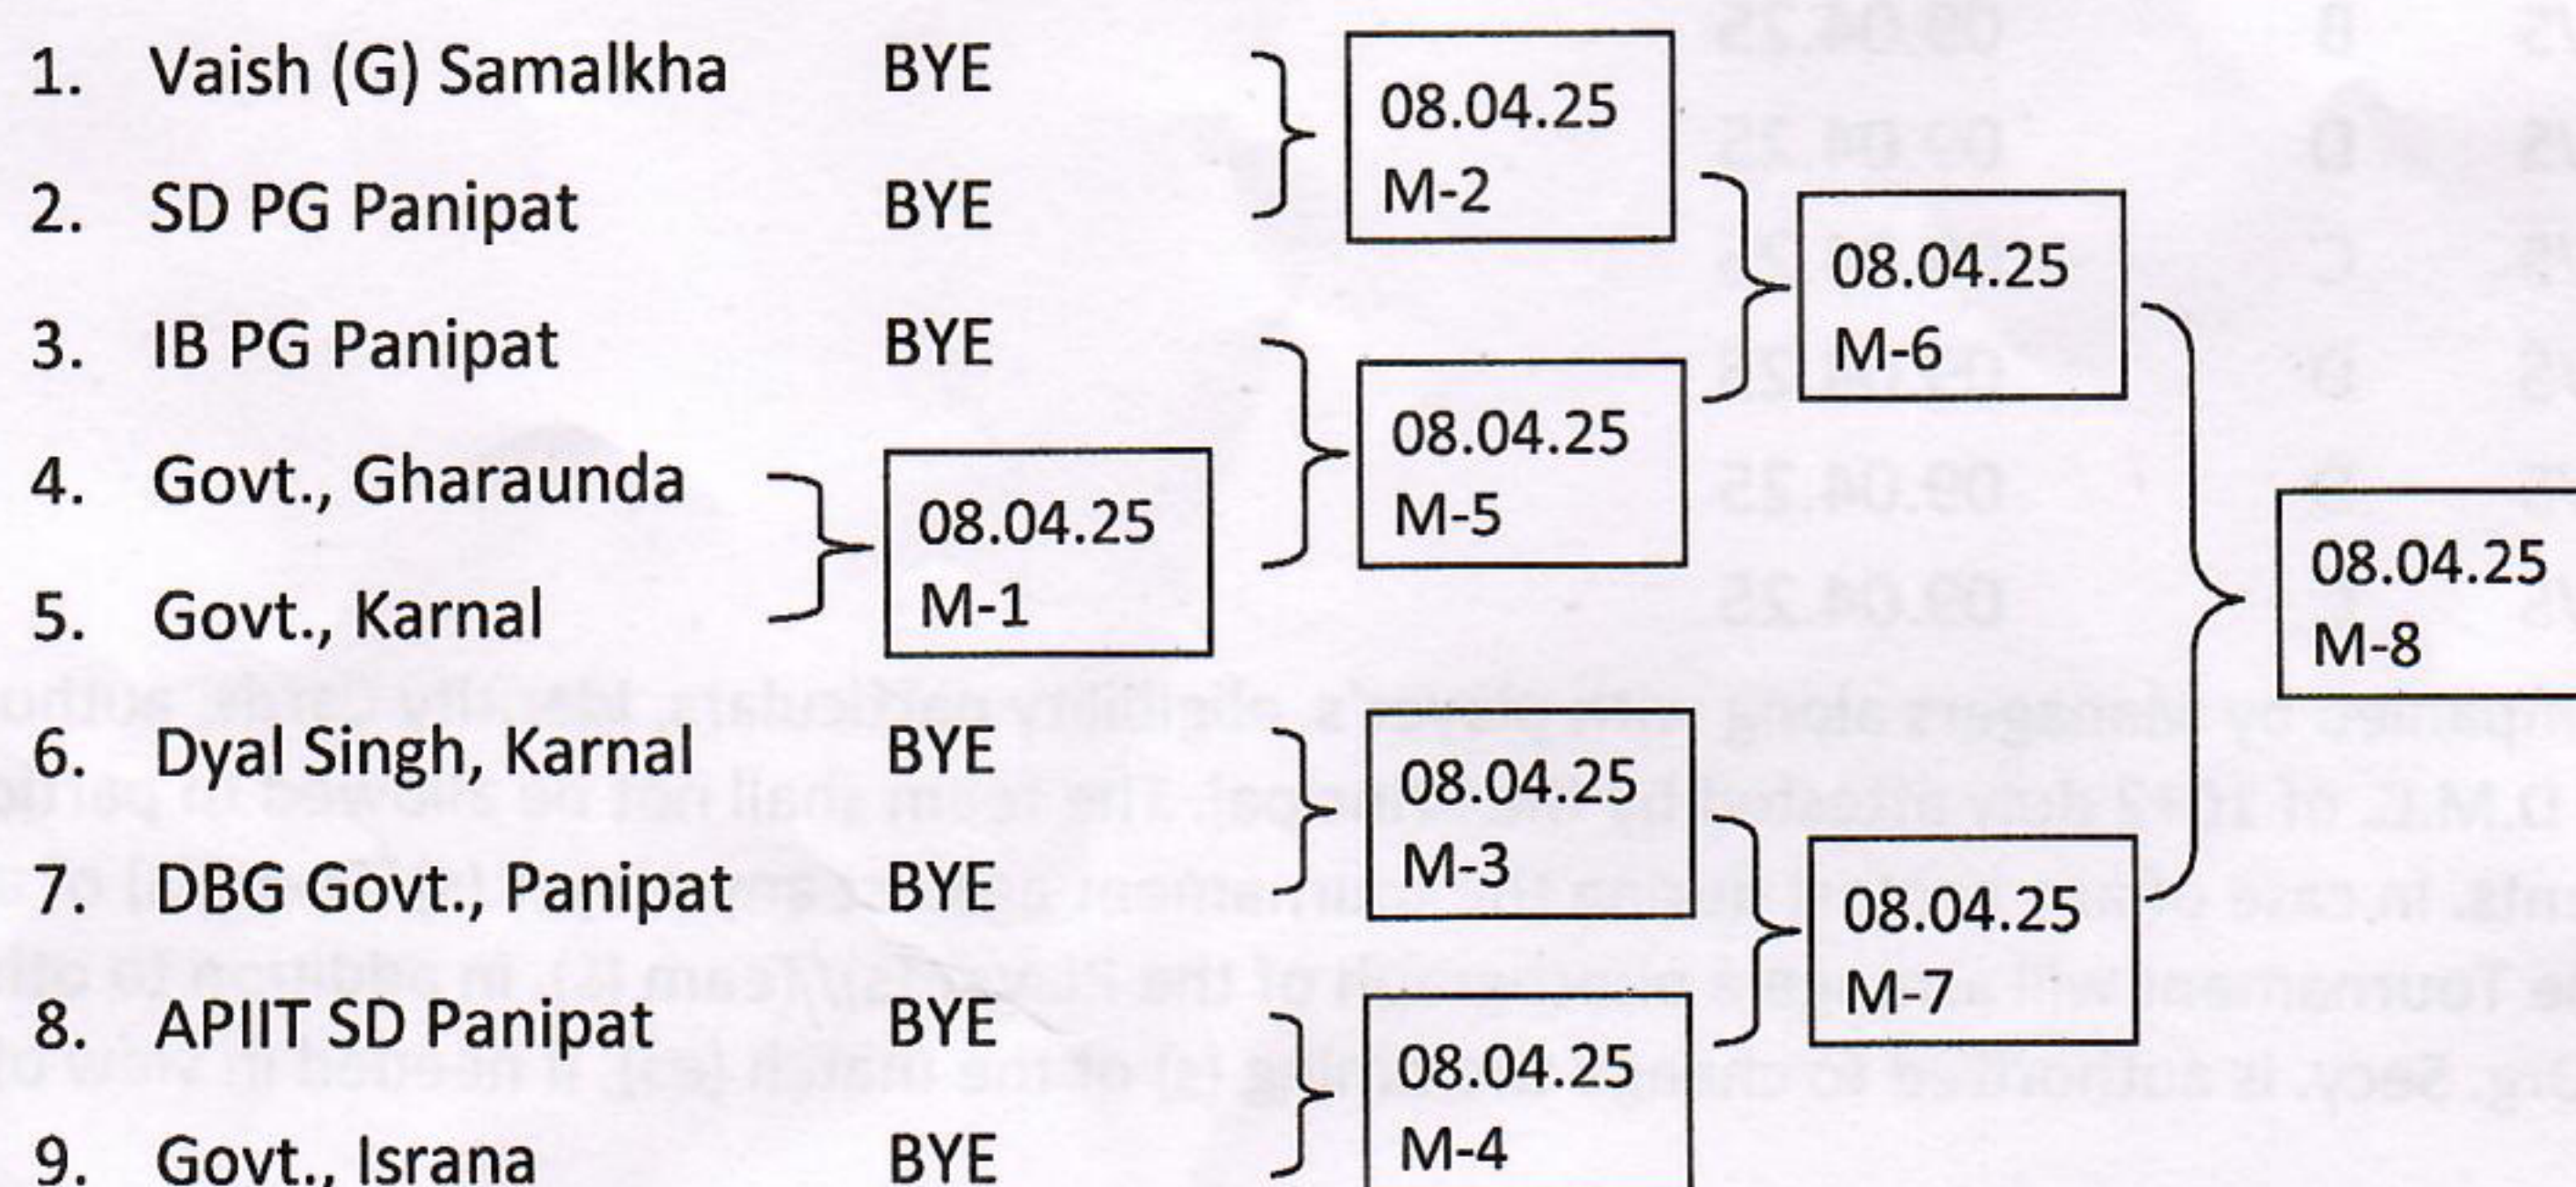 1. Vaish (G) Samalkha BYE
08.04.25
M-2
2. SD PG Panipat BYE
08.04.25
M-6
3. IB PG Panipat BYE
08.04.25
M-5
4. Govt., Gharaunda
08.04.25
M-1
5. Govt., Karnal
08.04.25
M-8
6. Dyal Singh, Karnal BYE
08.04.25
M-3
7. DBG Govt., Panipat BYE
08.04.25
M-7
8. APIIT SD Panipat BYE
08.04.25
M-4
9. Govt., Israna BYE